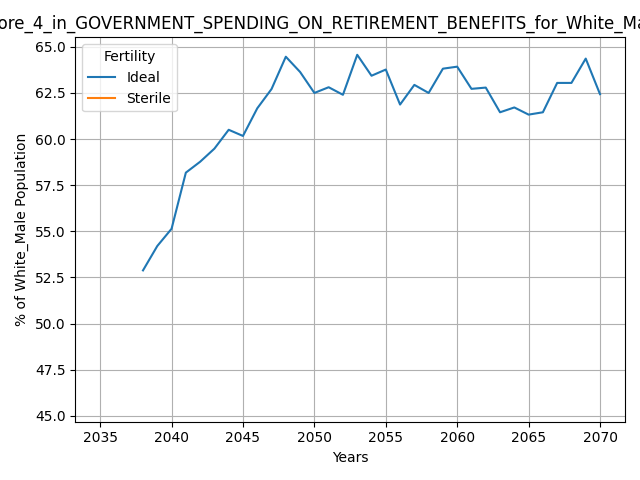 ore_4_in_GOVERNMENT_SPENDING_ON_RETIREMENT_BENEFITS_for_White_Ma
Fertility
Ideal
Sterile
65.0
62.5
60.0
57.5
55.0
52.5
50.0
47.5
45.0
% of White_Male Population
2035 2040 2045 2050 2055 2060 2065 2070
Years